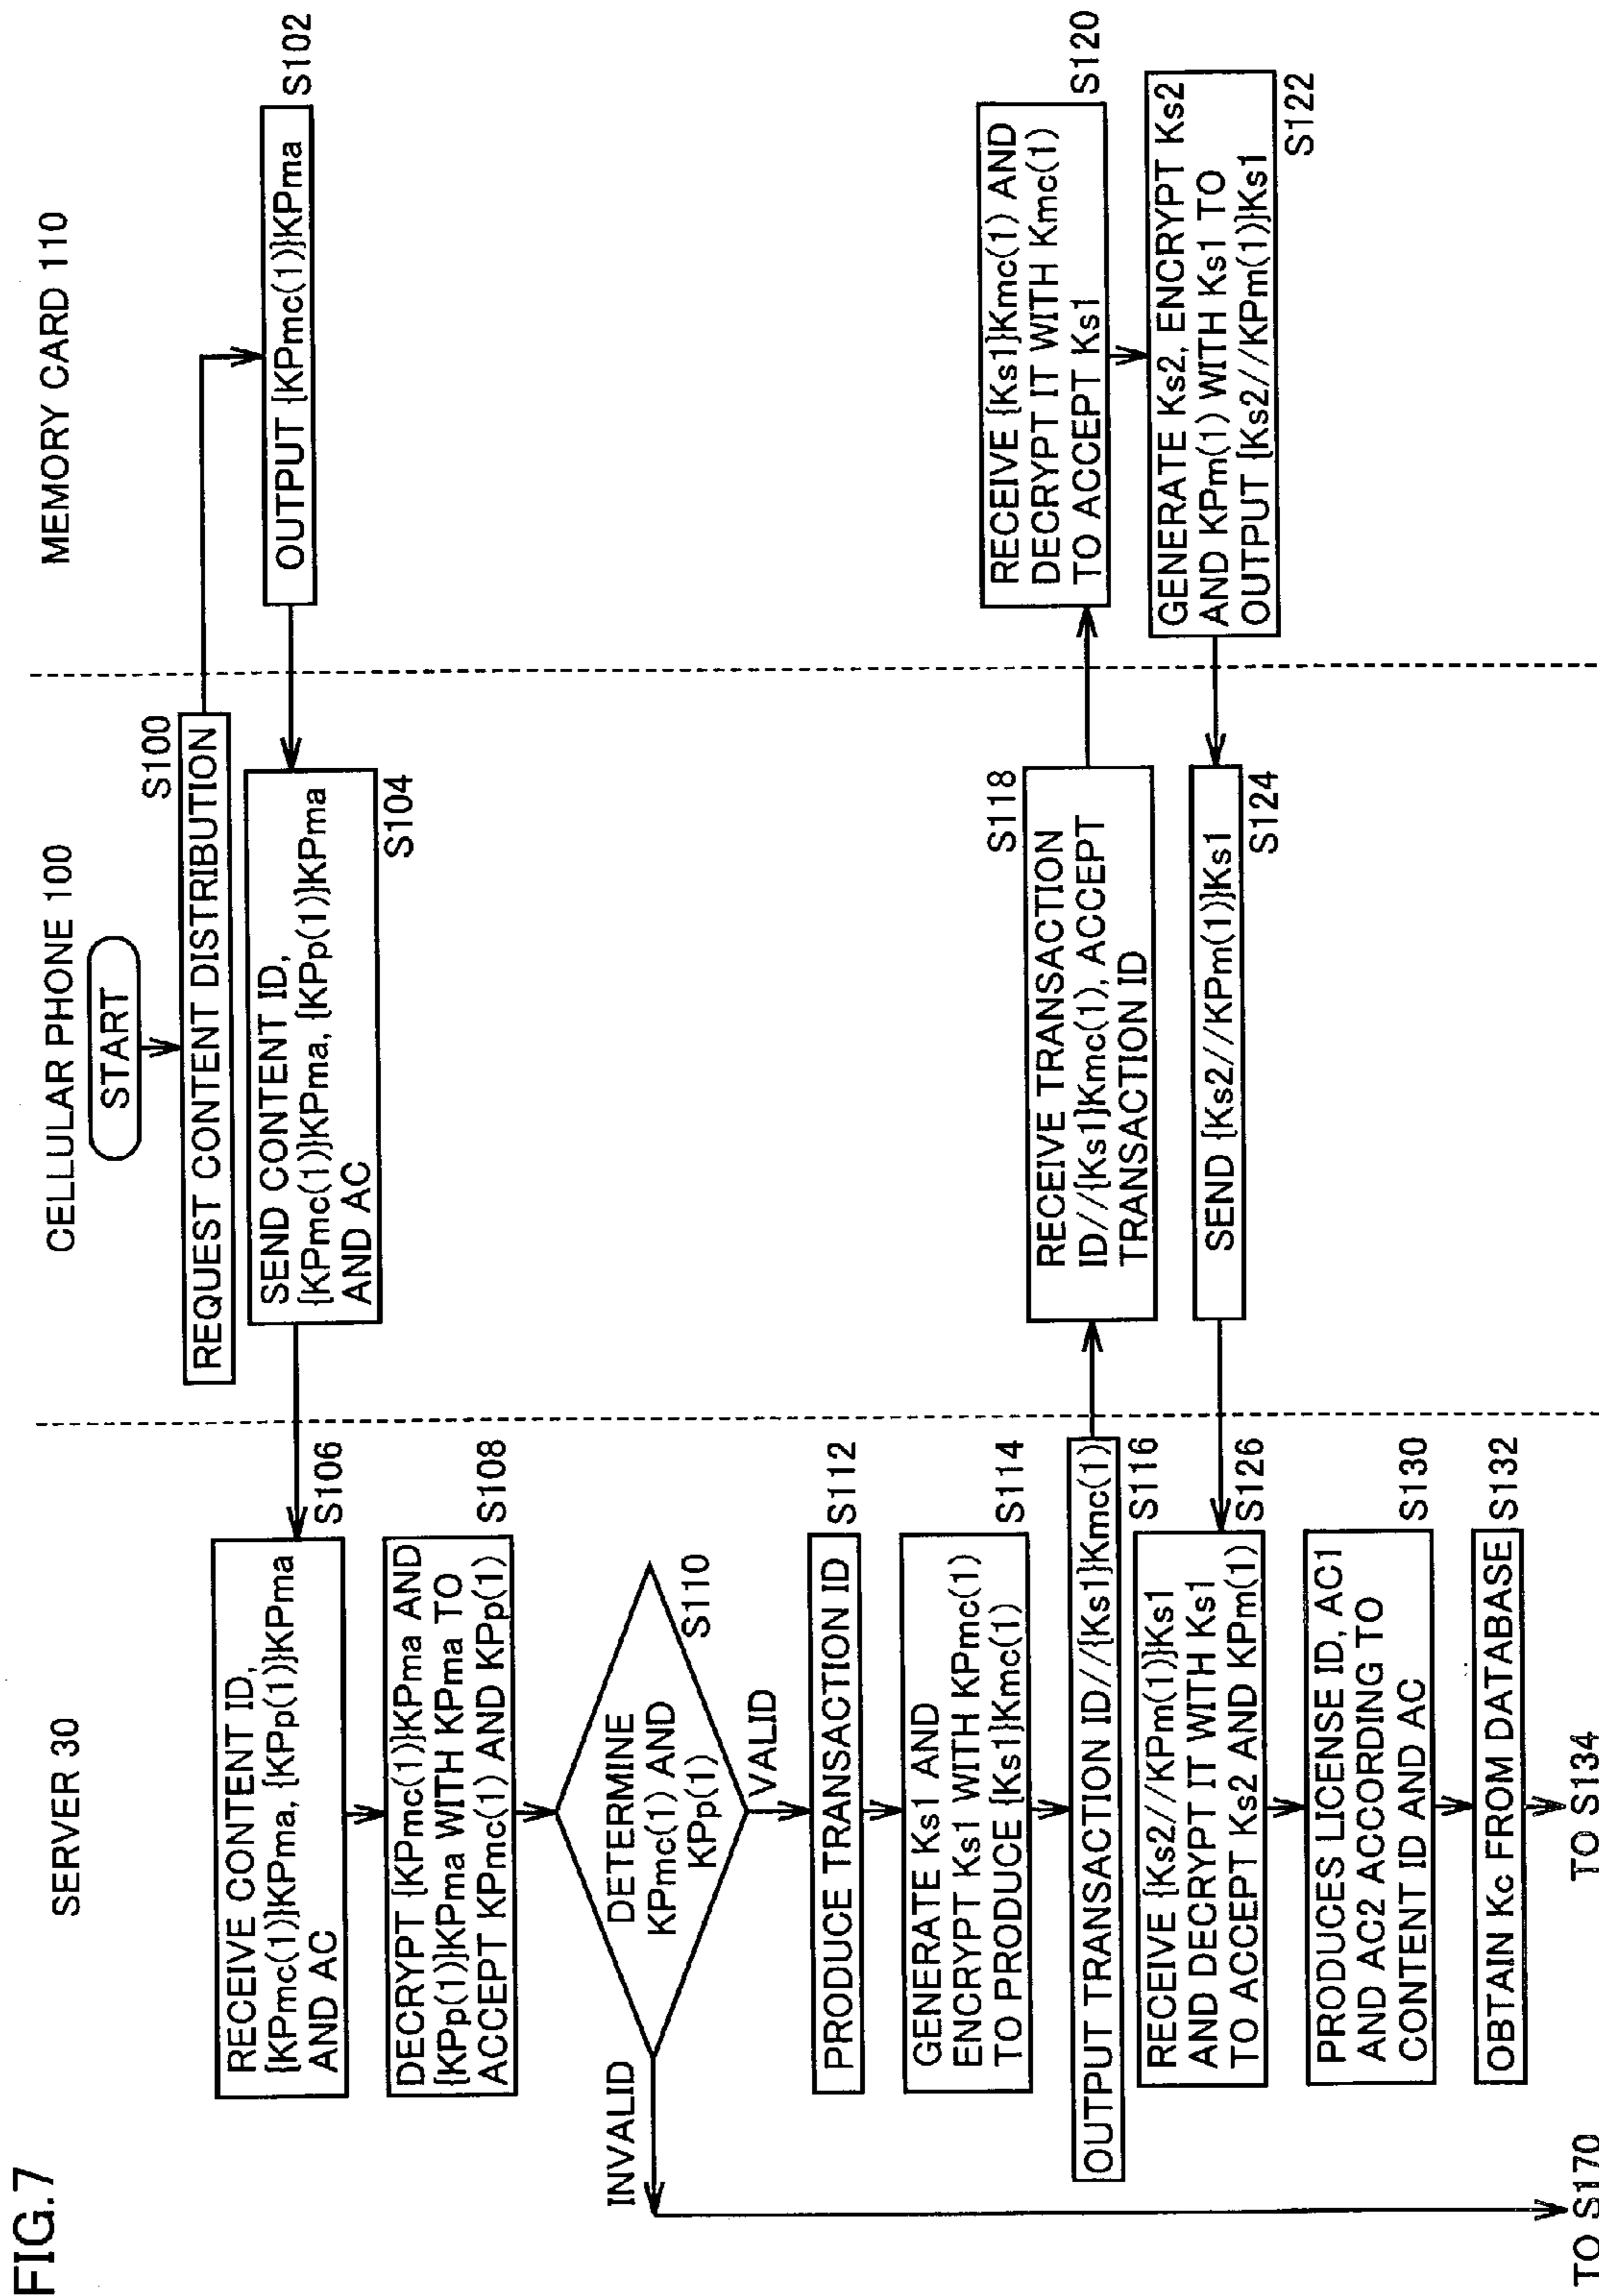 FIG.7
SERVER 30
CELLULAR PHONE 100
MEMORY CARD 110
START
S100
REQUEST CONTENT DISTRIBUTION
OUTPUT {KPmc(1)}KPma
S102
SEND CONTENT ID,
{KPmc(1)}KPma, {KPp(1)}KPma
AND AC
S104
RECEIVE CONTENT ID,
{KPmc(1)}KPma, {KPp(1)}KPma
AND AC
S106
DECRYPT {KPmc(1)}KPma AND
{KPp(1)}KPma WITH KPma TO
ACCEPT KPmc(1) AND KPp(1)
S108
DETERMINE
KPmc(1) AND
KPp(1)
S110
INVALID
VALID
PRODUCE TRANSACTION ID
S112
GENERATE Ks1 AND
ENCRYPT Ks1 WITH KPmc(1)
TO PRODUCE {Ks1}Kmc(1)
S114
OUTPUT TRANSACTION ID//{Ks1}Kmc(1)
S116
S118
RECEIVE TRANSACTION
ID//{Ks1}Kmc(1), ACCEPT
TRANSACTION ID
RECEIVE {Ks1}Kmc(1) AND
DECRYPT IT WITH Kmc(1)
TO ACCEPT Ks1
S120
GENERATE Ks2, ENCRYPT Ks2
AND KPm(1) WITH Ks1 TO
OUTPUT {Ks2//KPm(1)}Ks1
S122
SEND {Ks2//KPm(1)}Ks1
S124
RECEIVE {Ks2//KPm(1)}Ks1
AND DECRYPT IT WITH Ks1
TO ACCEPT Ks2 AND KPm(1)
S126
PRODUCES LICENSE ID, AC1
AND AC2 ACCORDING TO
CONTENT ID AND AC
S130
OBTAIN Kc FROM DATABASE
S132
TO S170
TO S134